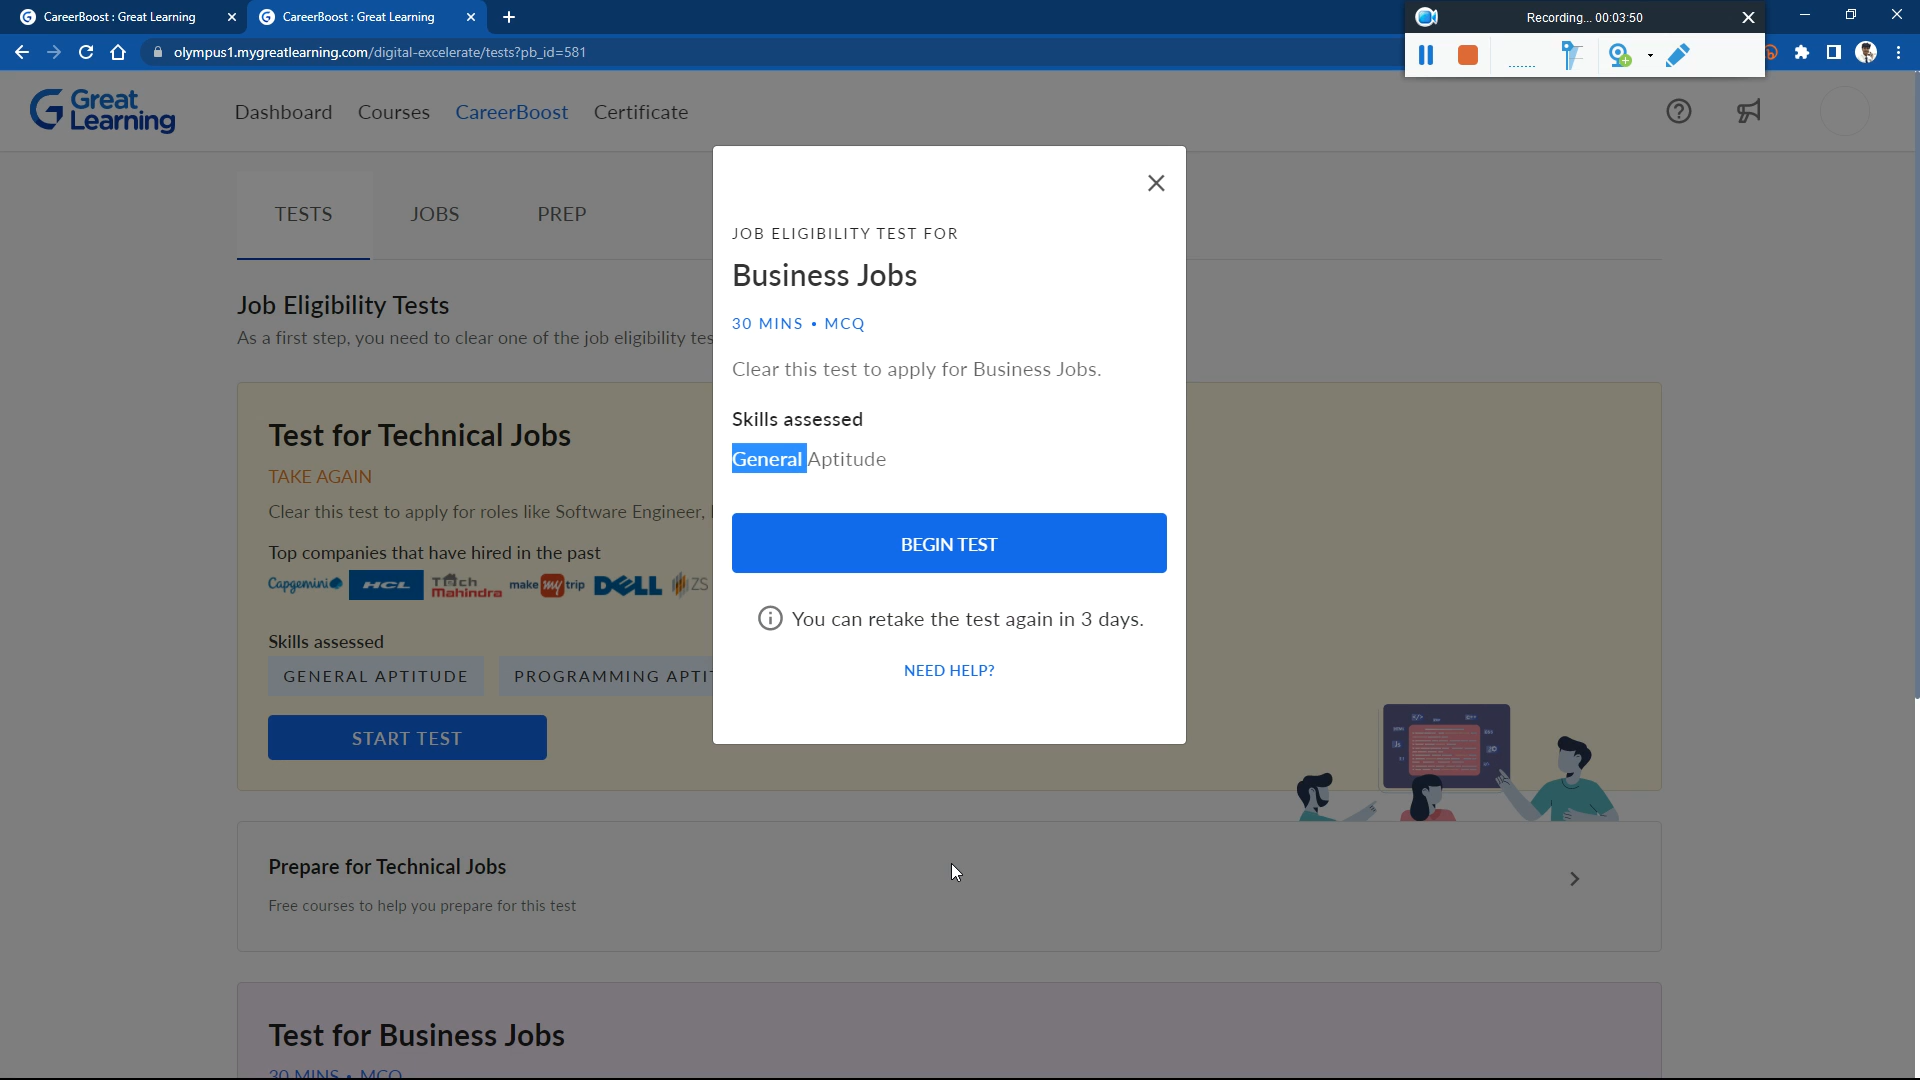 CareerBoost : Great Learning
CareerBoost : Great Learning
Recording... 00:03:50
olympus1.mygreatlearning.com/digital-excelerate/tests?pb_id=581
Great Learning
Dashboard Courses CareerBoost Certificate
TESTS JOBS PREP
Job Eligibility Tests
As a first step, you need to clear one of the job eligibility
Test for Technical Jobs
TAKE AGAIN
Clear this test to apply for roles like Software Engineer,
Top companies that have hired in the past
Capgemini HCL Tech Mahindra make my trip DELL ZS
Skills assessed
GENERAL APTITUDE PROGRAMMING
START TEST
Prepare for Technical Jobs
Free courses to help you prepare for this test
Test for Business Jobs
30 MINS • MCQ
JOB ELIGIBILITY TEST FOR
Business Jobs
30 MINS • MCQ
Clear this test to apply for Business Jobs.
Skills assessed
General Aptitude
BEGIN TEST
You can retake the test again in 3 days.
NEED HELP?